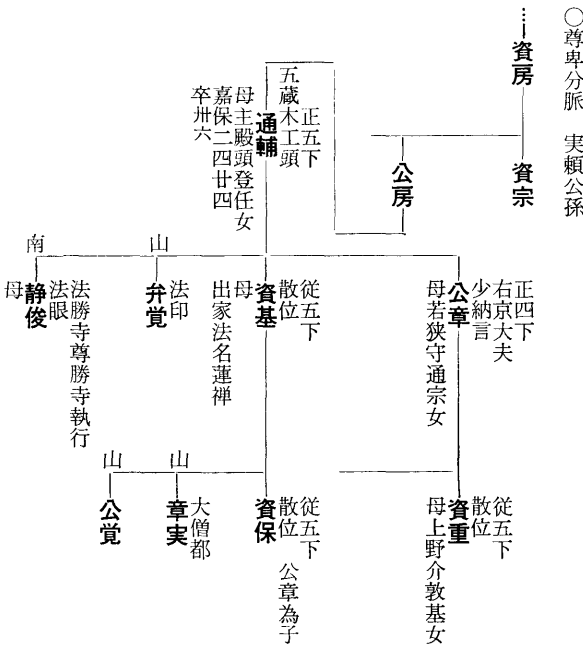 ○尊卑分脈　実頼公孫
資房
資宗
公房
正五下
五蔵木工頭
通輔
母主殿頭登任女
嘉保二四廿四
卒卅六
正四下
右京大夫
少納言
公章
母若狭守通宗女
従五下
散位
資基
母
出家法名蓮禅
山
法印
弁覚
南
法勝寺尊勝寺執行
法眼
静俊
母
従五下
散位
資重
母上野介敦基女
従五下
散位　公章為子
資保
山
大僧都
章実
山
公覚